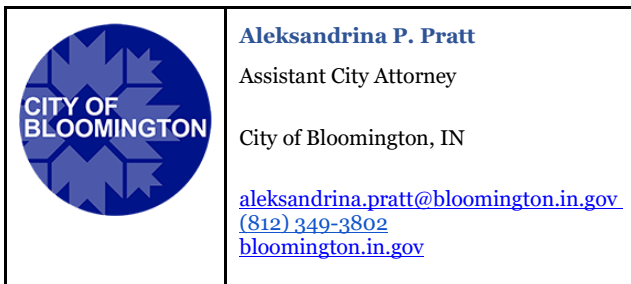 CITY OF
BLOOMINGTON
Aleksandrina P. Pratt
Assistant City Attorney
City of Bloomington, IN
aleksandrina.pratt@bloomington.in.gov
(812) 349-3802
bloomington.in.gov